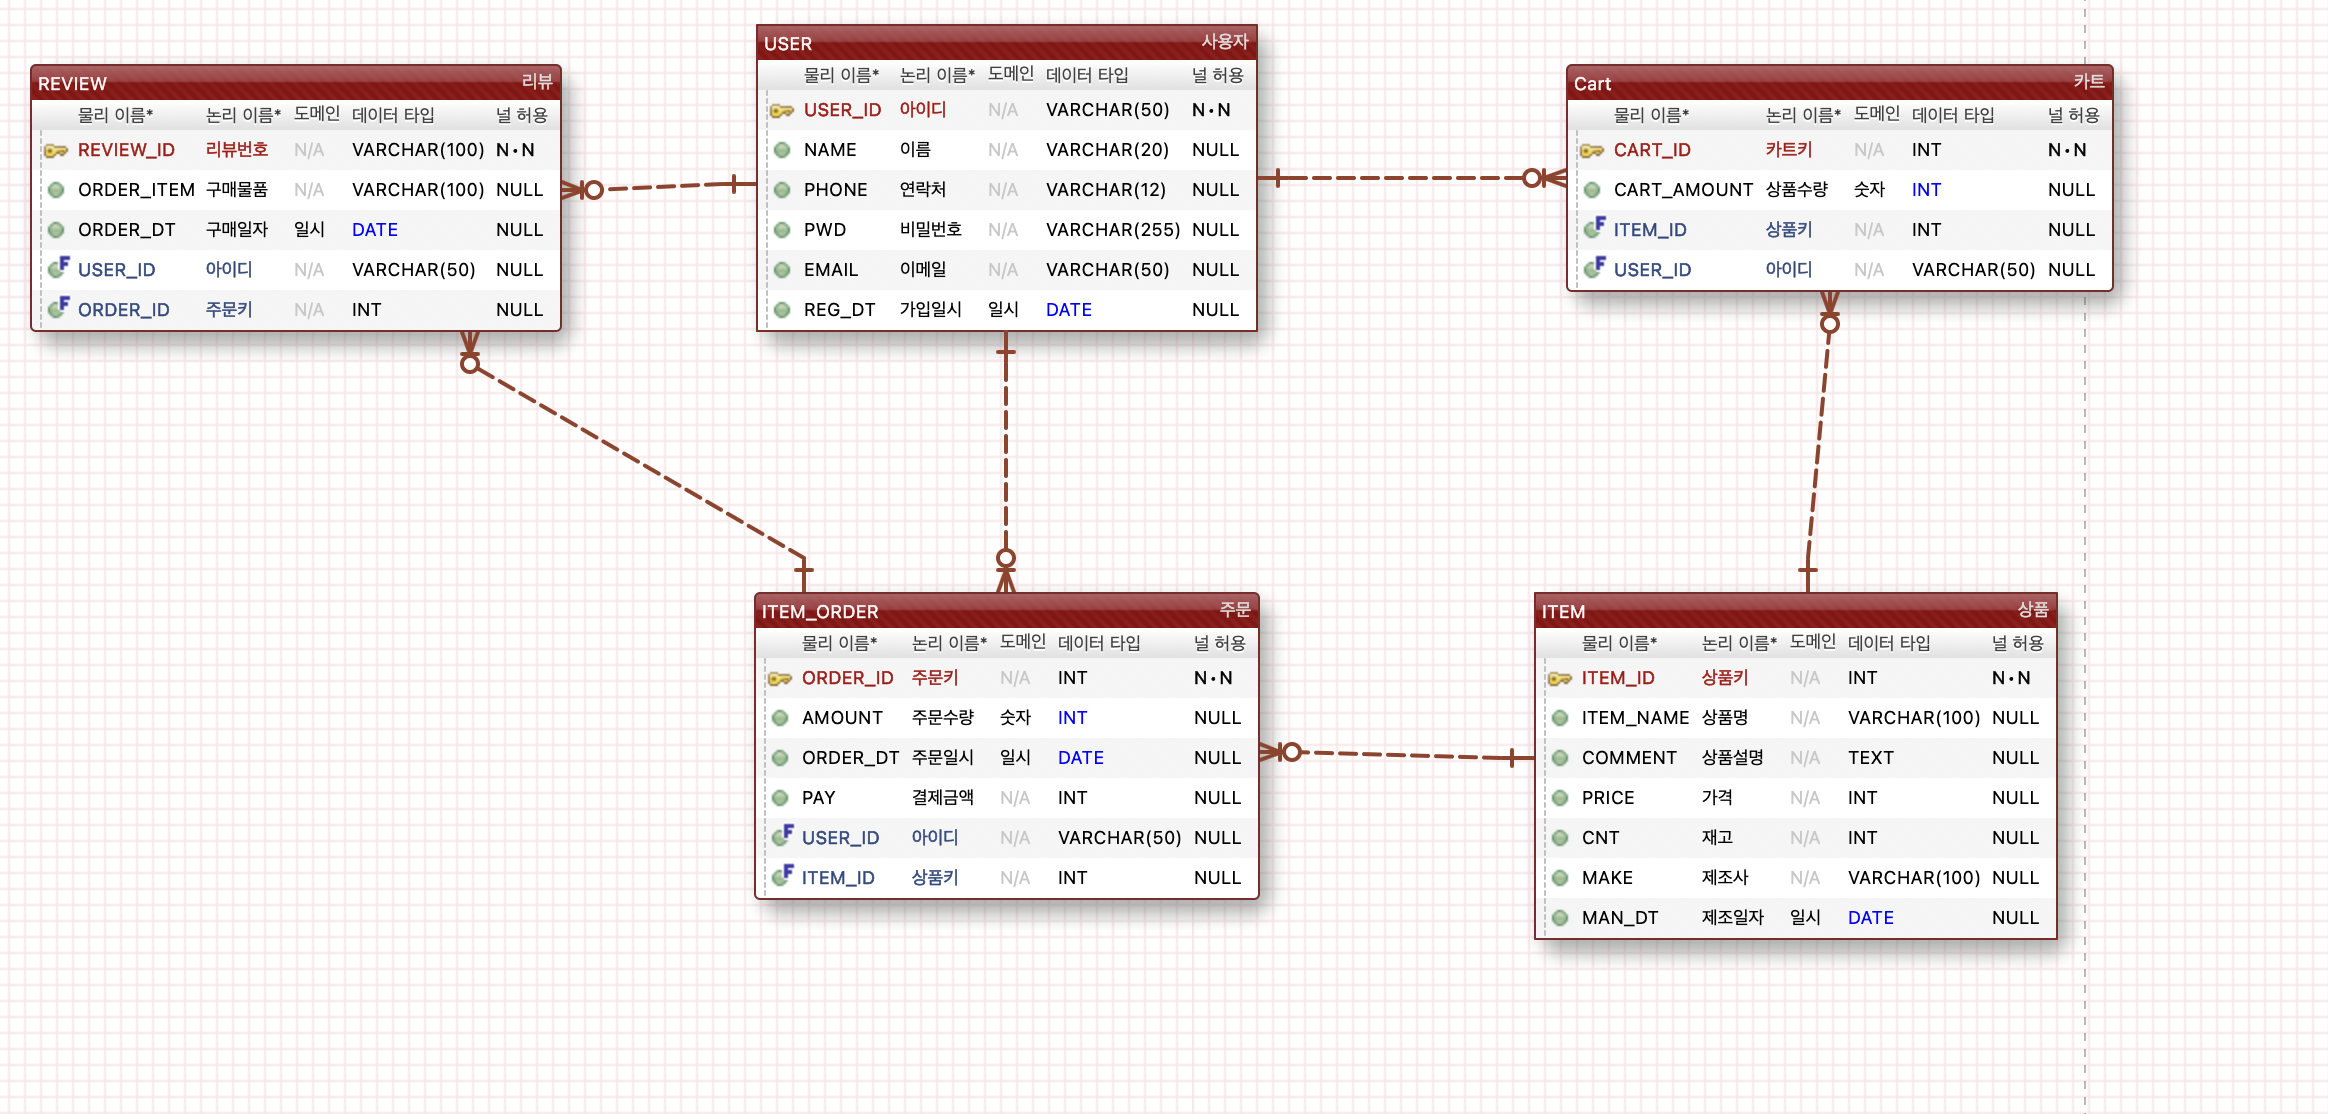 REVIEW 리뷰
물리 이름* 논리 이름* 도메인 데이터 타입 널 허용
REVIEW_ID 리뷰번호 N/A VARCHAR(100) N·N
ORDER_ITEM 구매물품 N/A VARCHAR(100) NULL
ORDER_DT 구매일자 일시 DATE NULL
F USER_ID 아이디 N/A VARCHAR(50) NULL
F ORDER_ID 주문키 N/A INT NULL
USER 사용자
물리 이름* 논리 이름* 도메인 데이터 타입 널 허용
USER_ID 아이디 N/A VARCHAR(50) N·N
NAME 이름 N/A VARCHAR(20) NULL
PHONE 연락처 N/A VARCHAR(12) NULL
PWD 비밀번호 N/A VARCHAR(255) NULL
EMAIL 이메일 N/A VARCHAR(50) NULL
REG_DT 가입일시 일시 DATE NULL
Cart 카트
물리 이름* 논리 이름* 도메인 데이터 타입 널 허용
CART_ID 카트키 N/A INT N·N
CART_AMOUNT 상품수량 숫자 INT NULL
F ITEM_ID 상품키 N/A INT NULL
F USER_ID 아이디 N/A VARCHAR(50) NULL
ITEM_ORDER 주문
물리 이름* 논리 이름* 도메인 데이터 타입 널 허용
ORDER_ID 주문키 N/A INT N·N
AMOUNT 주문수량 숫자 INT NULL
ORDER_DT 주문일시 일시 DATE NULL
PAY 결제금액 N/A INT NULL
F USER_ID 아이디 N/A VARCHAR(50) NULL
F ITEM_ID 상품키 N/A INT NULL
ITEM 상품
물리 이름* 논리 이름* 도메인 데이터 타입 널 허용
ITEM_ID 상품키 N/A INT N·N
ITEM_NAME 상품명 N/A VARCHAR(100) NULL
COMMENT 상품설명 N/A TEXT NULL
PRICE 가격 N/A INT NULL
CNT 재고 N/A INT NULL
MAKE 제조사 N/A VARCHAR(100) NULL
MAN_DT 제조일자 일시 DATE NULL